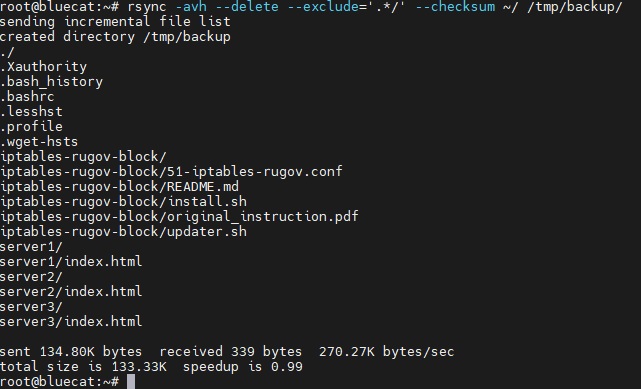 root@bluecat:~# rsync -avh --delete --exclude='.*/' --checksum ~/ /tmp/backup/
sending incremental file list
created directory /tmp/backup
./
.Xauthority
.bash_history
.bashrc
.lesshst
.profile
.wget-hsts
iptables-rugov-block/
iptables-rugov-block/51-iptables-rugov.conf
iptables-rugov-block/README.md
iptables-rugov-block/install.sh
iptables-rugov-block/original_instruction.pdf
iptables-rugov-block/updater.sh
server1/
server1/index.html
server2/
server2/index.html
server3/
server3/index.html
sent 134.80K bytes  received 339 bytes  270.27K bytes/sec
total size is 133.33K  speedup is 0.99
root@bluecat:~#